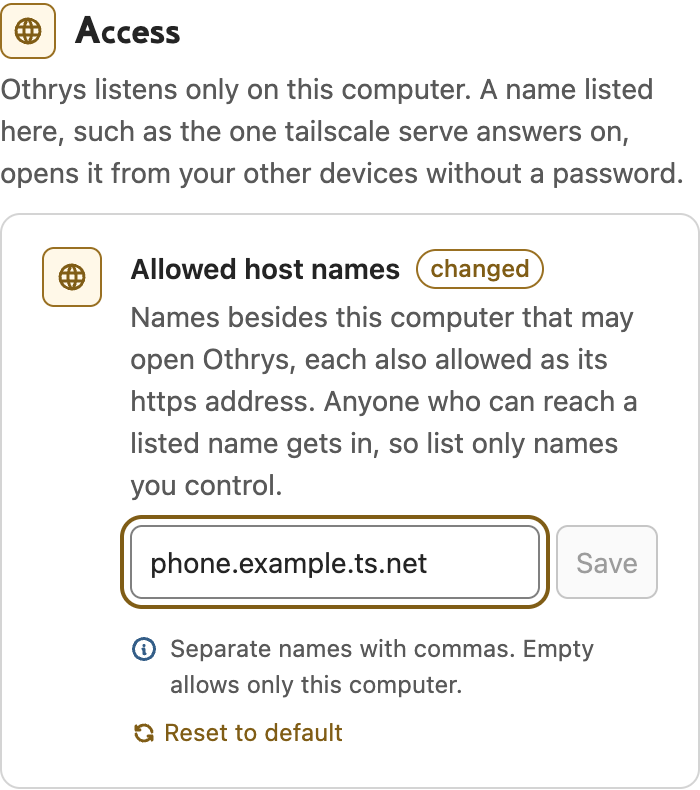 Access
Othrys listens only on this computer. A name listed
here, such as the one tailscale serve answers on,
opens it from your other devices without a password.
Allowed host names changed
Names besides this computer that may
open Othrys, each also allowed as its
https address. Anyone who can reach a
listed name gets in, so list only names
you control.
phone.example.ts.net Save
Separate names with commas. Empty
allows only this computer.
Reset to default